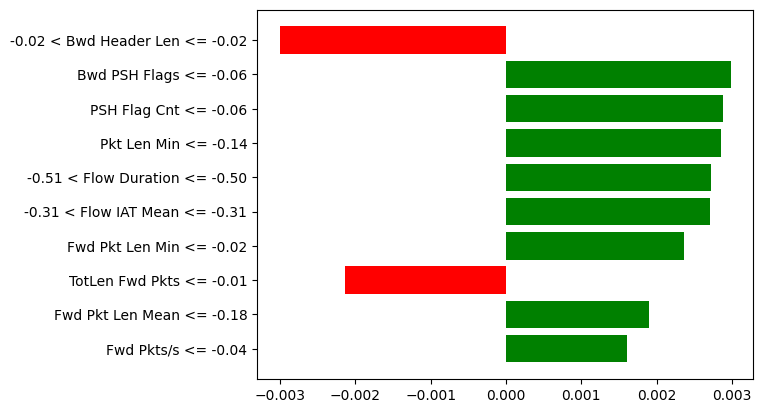 -0.02 < Bwd Header Len <= -0.02
Bwd PSH Flags <= -0.06
PSH Flag Cnt <= -0.06
Pkt Len Min <= -0.14
-0.51 < Flow Duration <= -0.50
-0.31 < Flow IAT Mean <= -0.31
Fwd Pkt Len Min <= -0.02
TotLen Fwd Pkts <= -0.01
Fwd Pkt Len Mean <= -0.18
Fwd Pkts/s <= -0.04
−0.003 −0.002 −0.001 0.000 0.001 0.002 0.003